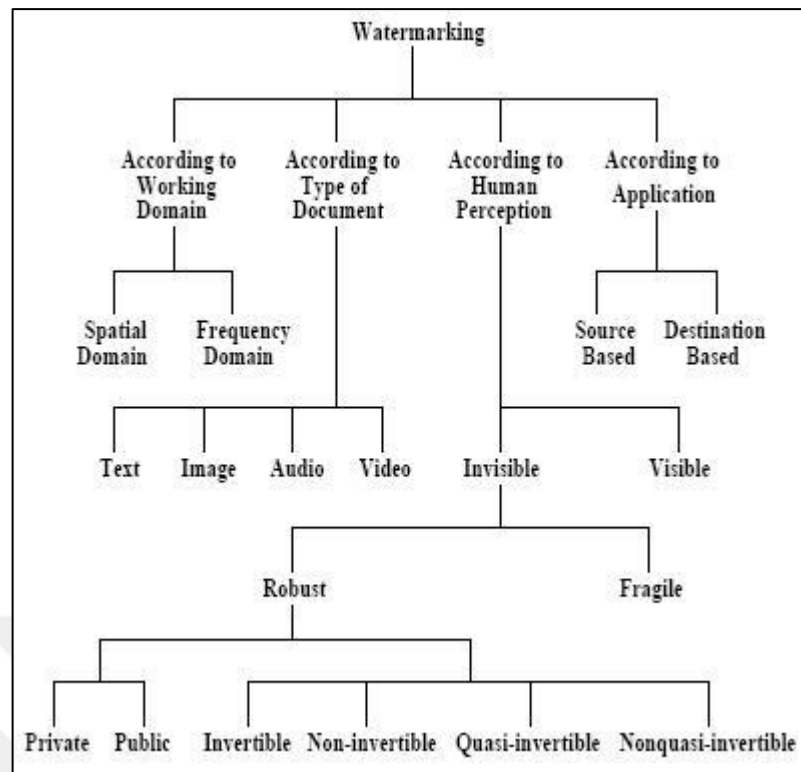 Watermarking
According to
Working
Domain
According to
Type of
Document
According to
Human
Perception
According to
Application
Spatial
Domain
Frequency
Domain
Source
Based
Destination
Based
Text
Image
Audio
Video
Invisible
Visible
Robust
Fragile
Private
Public
Invertible
Non-invertible
Quasi-invertible
Nonquasi-invertible